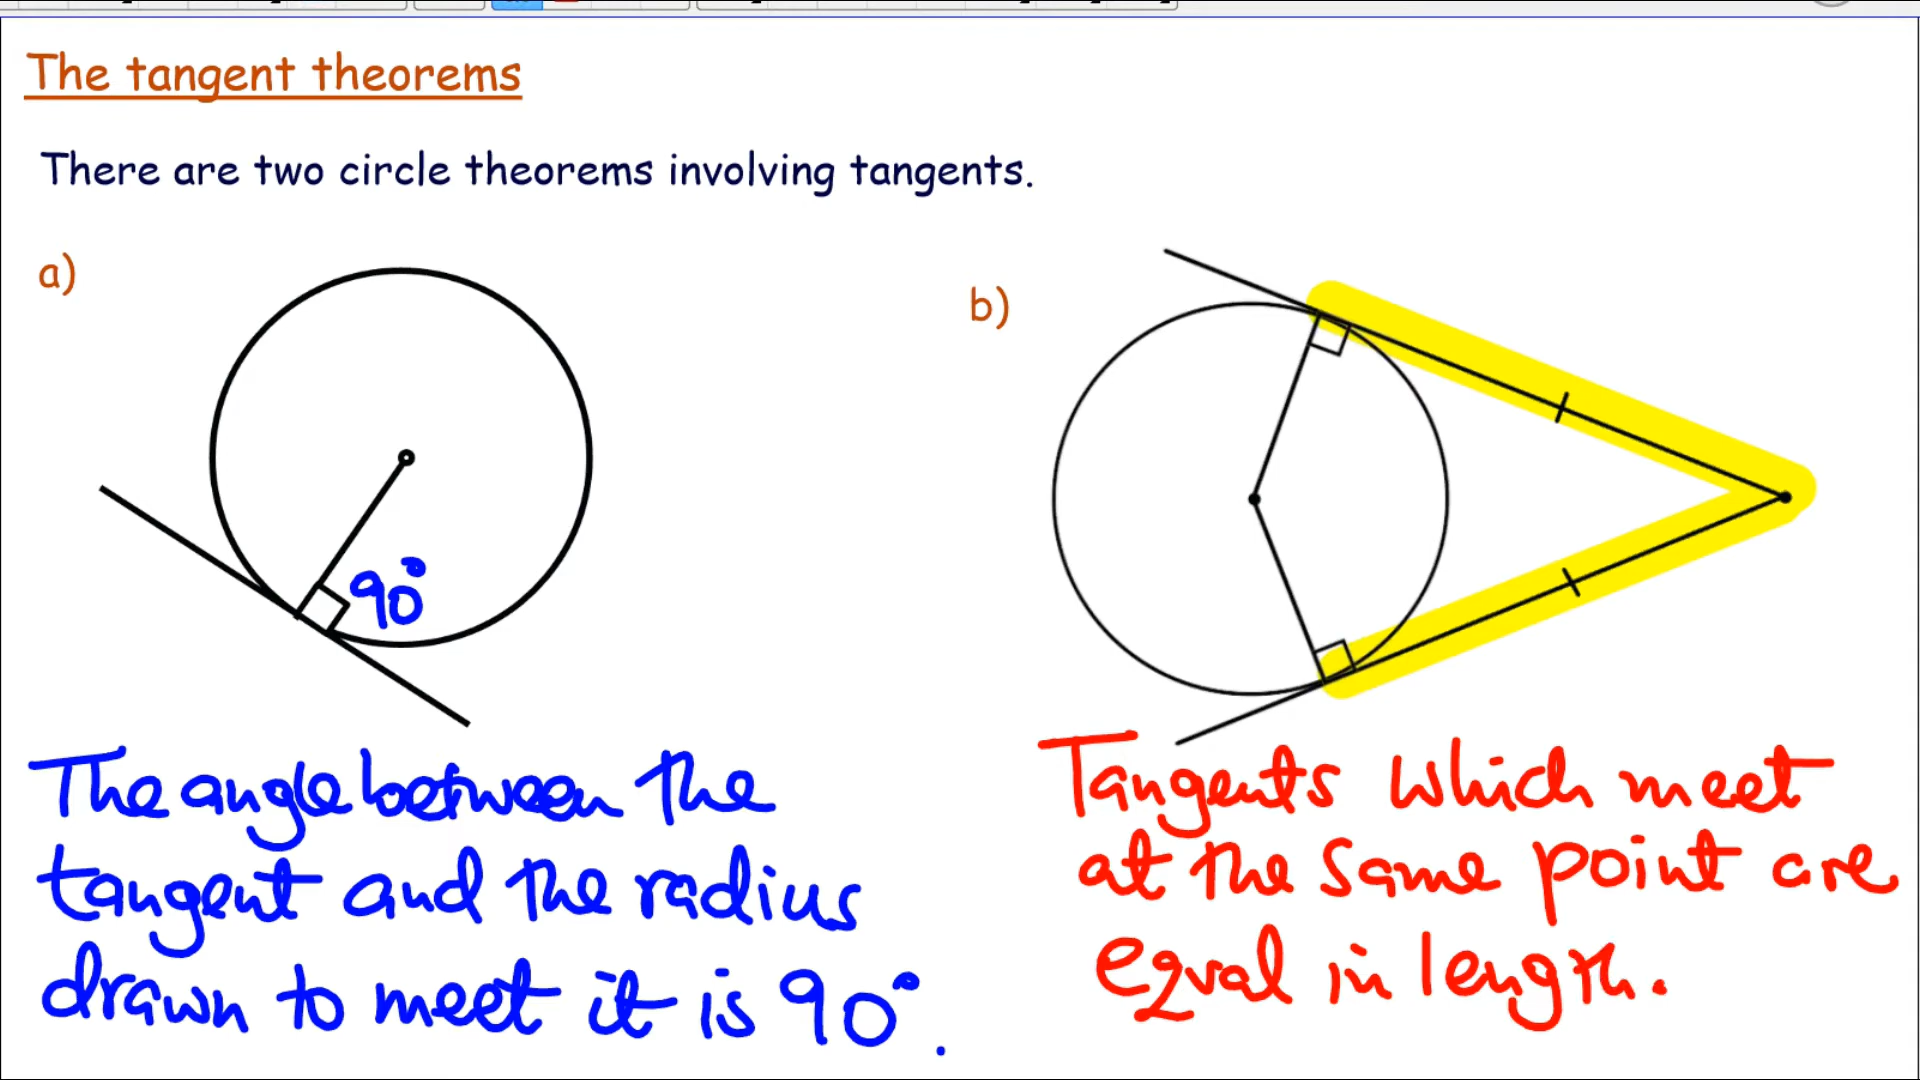 The tangent theorems
There are two circle theorems involving tangents.
a)
b)
90°
The angle between the
tangent and the radius
drawn to meet it is 90°.
Tangents which meet
at the same point are
equal in length.